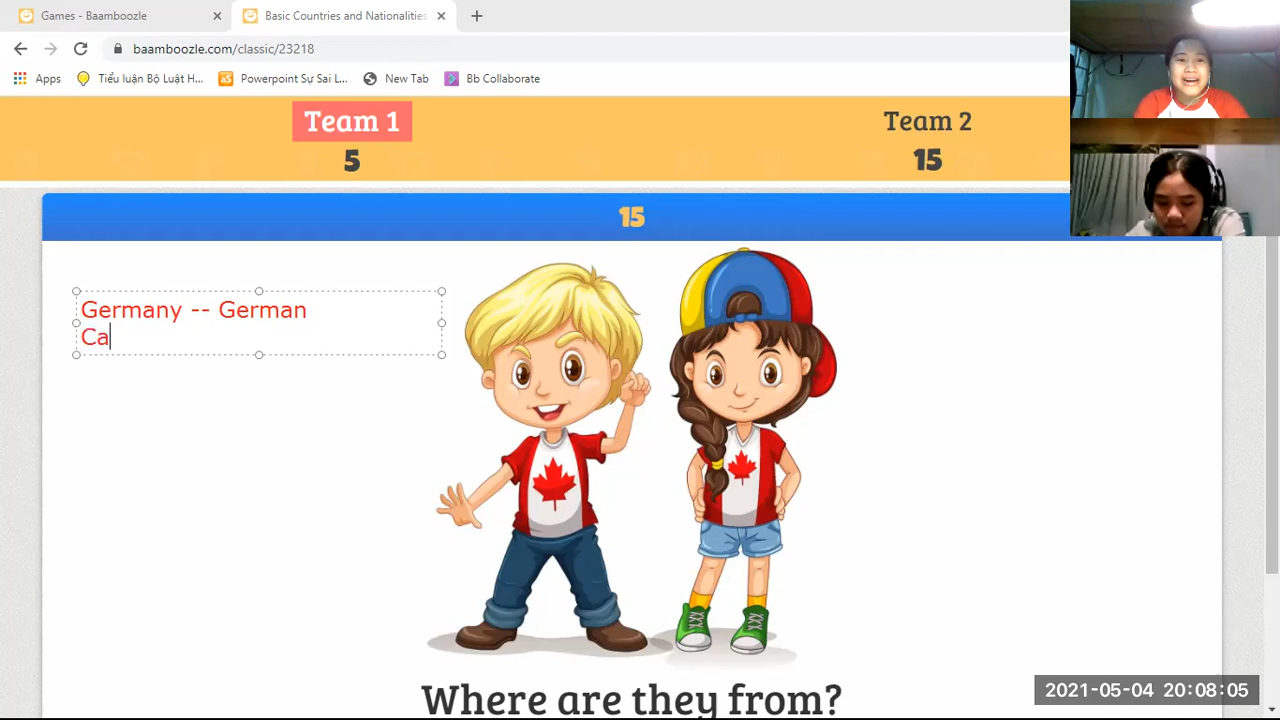 Games - Baamboozle
Basic Countries and Nationalities
baamboozle.com/classic/23218
Apps
Tiểu luận Bộ Luật H...
Powerpoint Sự Sai L...
New Tab
Bb Collaborate
Team 1
5
Team 2
15
15
Germany -- German
Ca
Where are they from?
2021-05-04 20:08:05